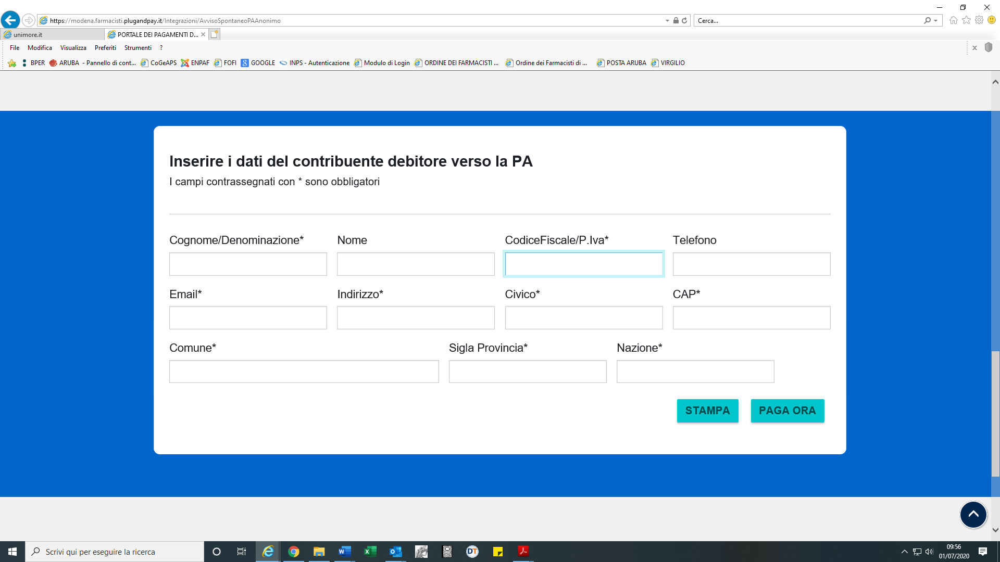 https://modena.farmacisti.plugandpay.it/Integrazioni/AvvisoSpontaneoPAAnonimo
Cerca...
unimore.it
PORTALE DEI PAGAMENTI D...
File Modifica Visualizza Preferiti Strumenti ?
BPER ARUBA - Pannello di cont... CoGeAPS ENPAF FOFI GOOGLE INPS - Autenticazione Modulo di Login ORDINE DEI FARMACISTI ... Ordine dei Farmacisti di ... POSTA ARUBA VIRGILIO
Inserire i dati del contribuente debitore verso la PA
I campi contrassegnati con * sono obbligatori
Cognome/Denominazione* Nome CodiceFiscale/P.Iva* Telefono
Email* Indirizzo* Civico* CAP*
Comune* Sigla Provincia* Nazione*
STAMPA PAGA ORA
Scrivi qui per eseguire la ricerca
DT
09:56
01/07/2020